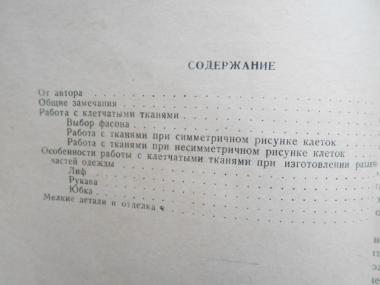 СОДЕРЖАНИЕ
От автора
Общие замечания
Работа с клетчатыми тканями
Выбор фасона
Работа с тканями при симметричном рисунке клеток
Работа с тканями при несимметричном рисунке клеток
Особенности работы с клетчатыми тканями при изготовлении
частей одежды
Лиф
Рукава
Юбка
Мелкие детали и отделка